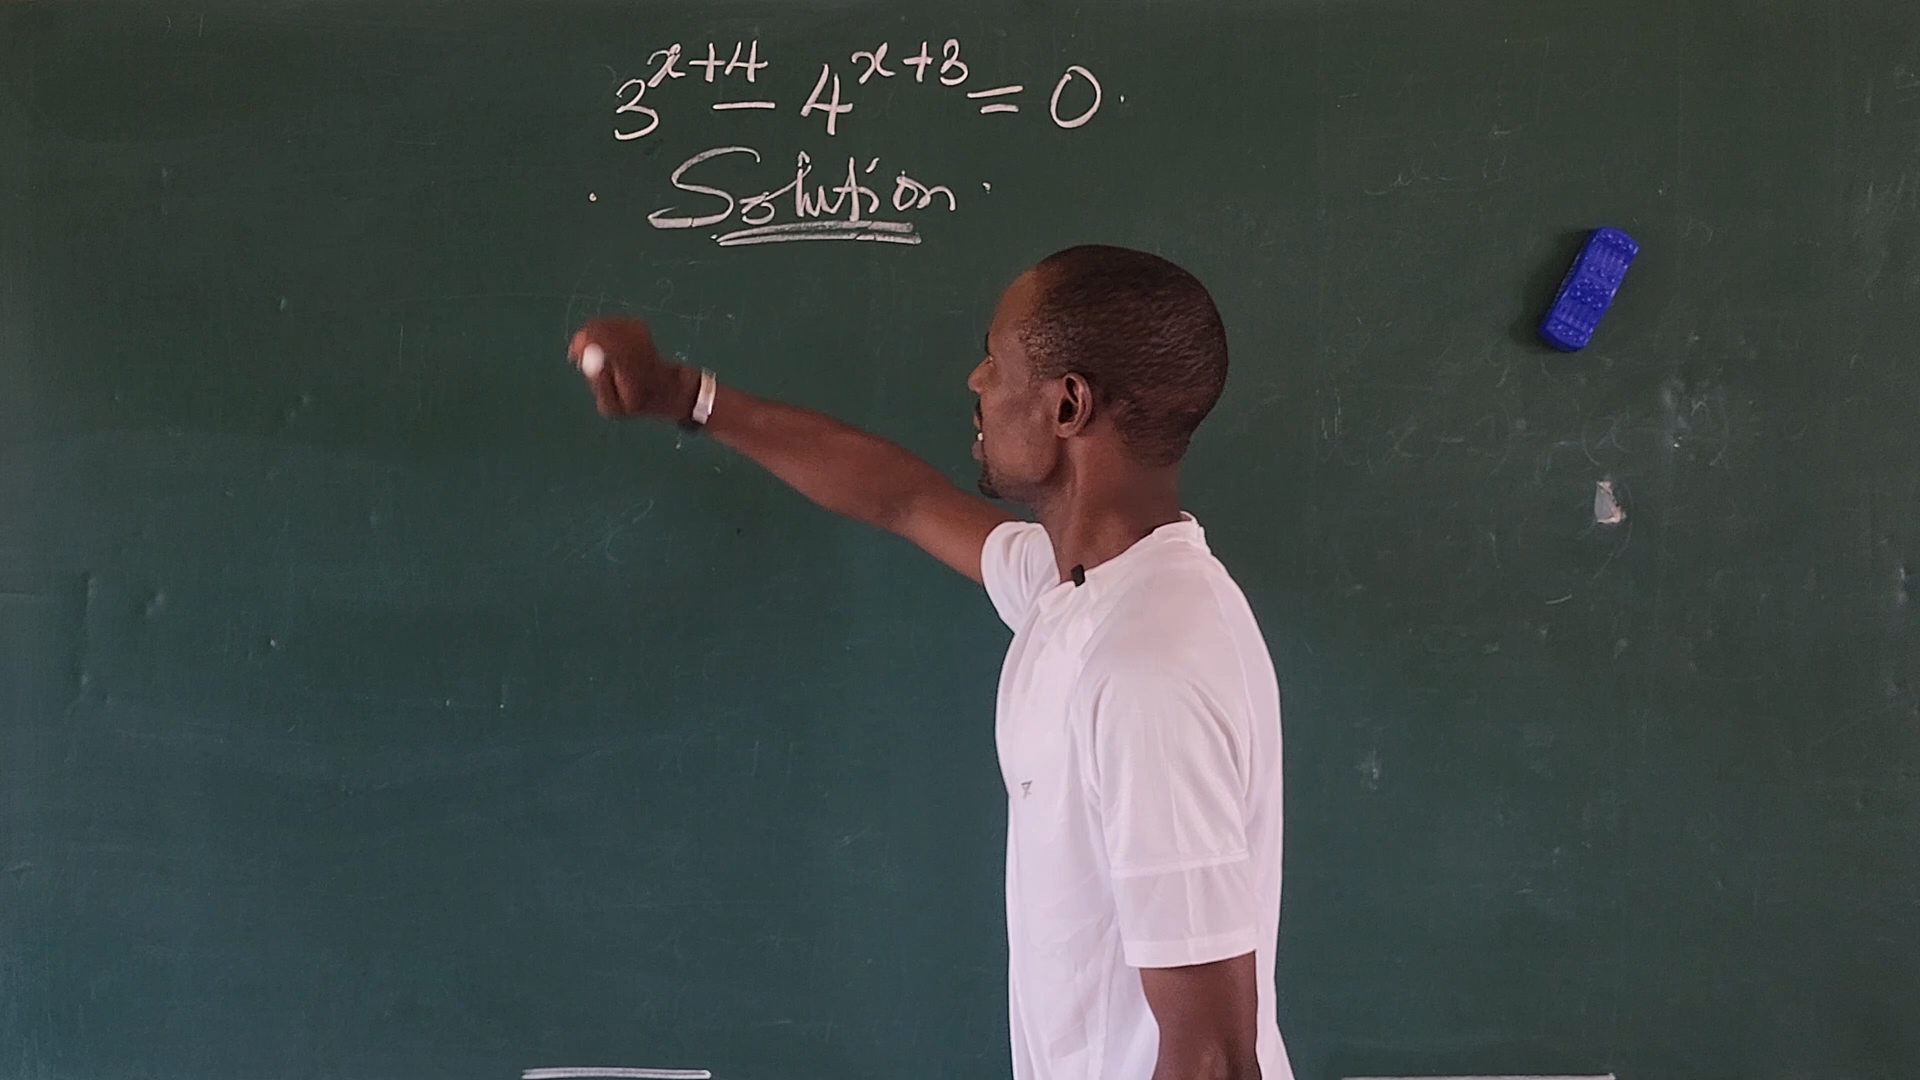 3^{x+4} - 4^{x+3} = 0.
Solution